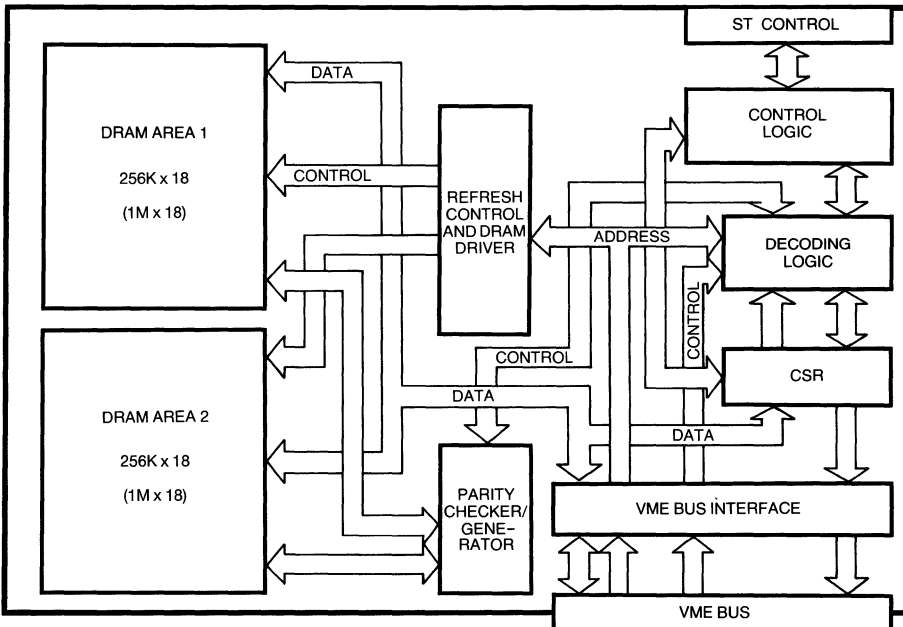 ST CONTROL
CONTROL
LOGIC
DATA
DRAM AREA 1
256K x 18
(1M x 18)
CONTROL
REFRESH
CONTROL
AND DRAM
DRIVER
ADDRESS
DECODING
LOGIC
CONTROL
CONTROL
CSR
DATA
DATA
DRAM AREA 2
256K x 18
(1M x 18)
PARITY
CHECKER/
GENE-
RATOR
VME BUS INTERFACE
VME BUS